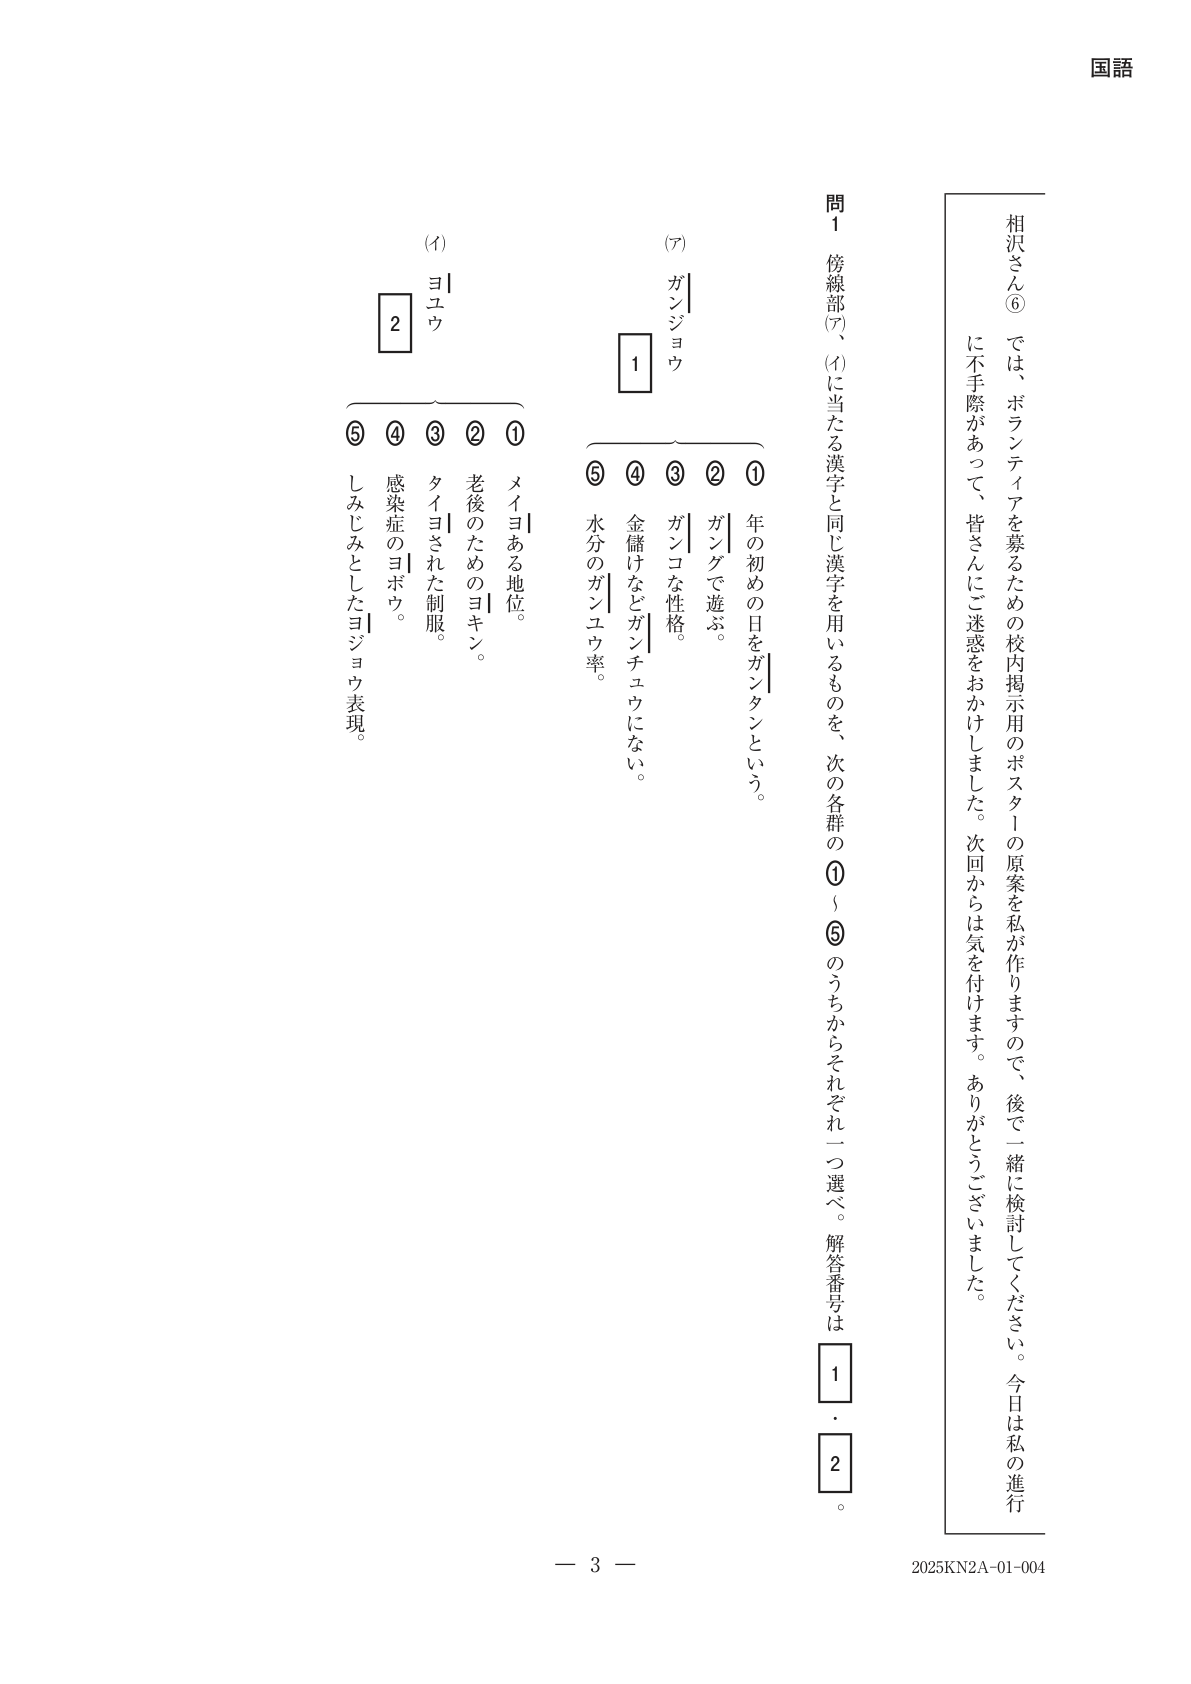 国語
相沢さん⑥　では、ボランティアを募るための校内掲示用のポスターの原案を私が作りますので、後で一緒に検討してください。今日は私の進行
に不手際があって、皆さんにご迷惑をおかけしました。次回からは気を付けます。ありがとうございました。
問1　傍線部㋐、㋑に当たる漢字と同じ漢字を用いるものを、次の各群の①～⑤のうちからそれぞれ一つ選べ。解答番号は 1 ・ 2 。
(ア)　ガンジョウ
1
①　年の初めの日をガンタンという。
②　ガングで遊ぶ。
③　ガンコな性格。
④　金儲けなどガンチュウにない。
⑤　水分のガンユウ率。
(イ)　ヨユウ
2
①　メイヨある地位。
②　老後のためのヨキン。
③　タイヨされた制服。
④　感染症のヨボウ。
⑤　しみじみとしたヨジョウ表現。
― 3 ―
2025KN2A-01-004